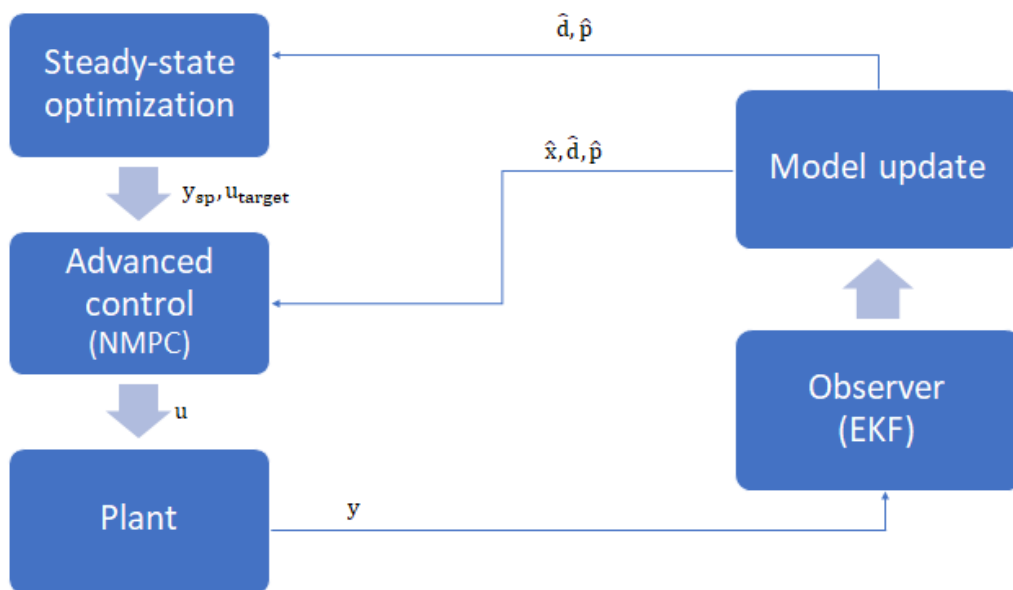 Steady-state
optimization
d̂, p̂
Model update
x̂, d̂, p̂
y_sp, u_target
Advanced
control
(NMPC)
Observer
(EKF)
u
Plant
y